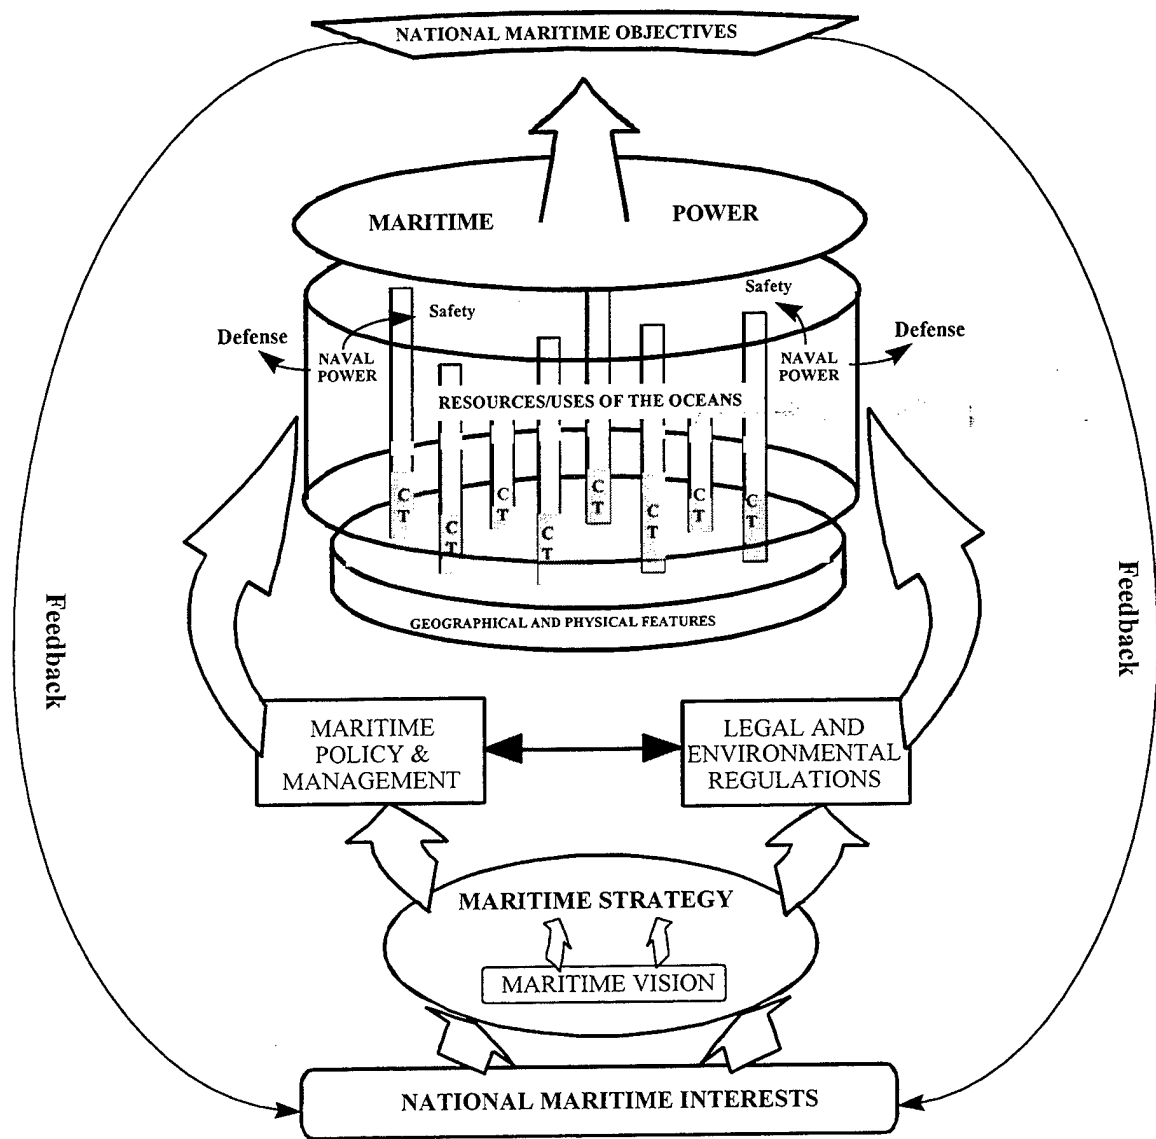 NATIONAL MARITIME OBJECTIVES
MARITIME POWER
Safety
Safety
Defense
Defense
NAVAL
POWER
NAVAL
POWER
RESOURCES/USES OF THE OCEANS
C
T
C
T
C
T
C
T
C
T
C
T
C
T
C
T
GEOGRAPHICAL AND PHYSICAL FEATURES
Feedback
Feedback
MARITIME
POLICY &
MANAGEMENT
LEGAL AND
ENVIRONMENTAL
REGULATIONS
MARITIME STRATEGY
MARITIME VISION
NATIONAL MARITIME INTERESTS